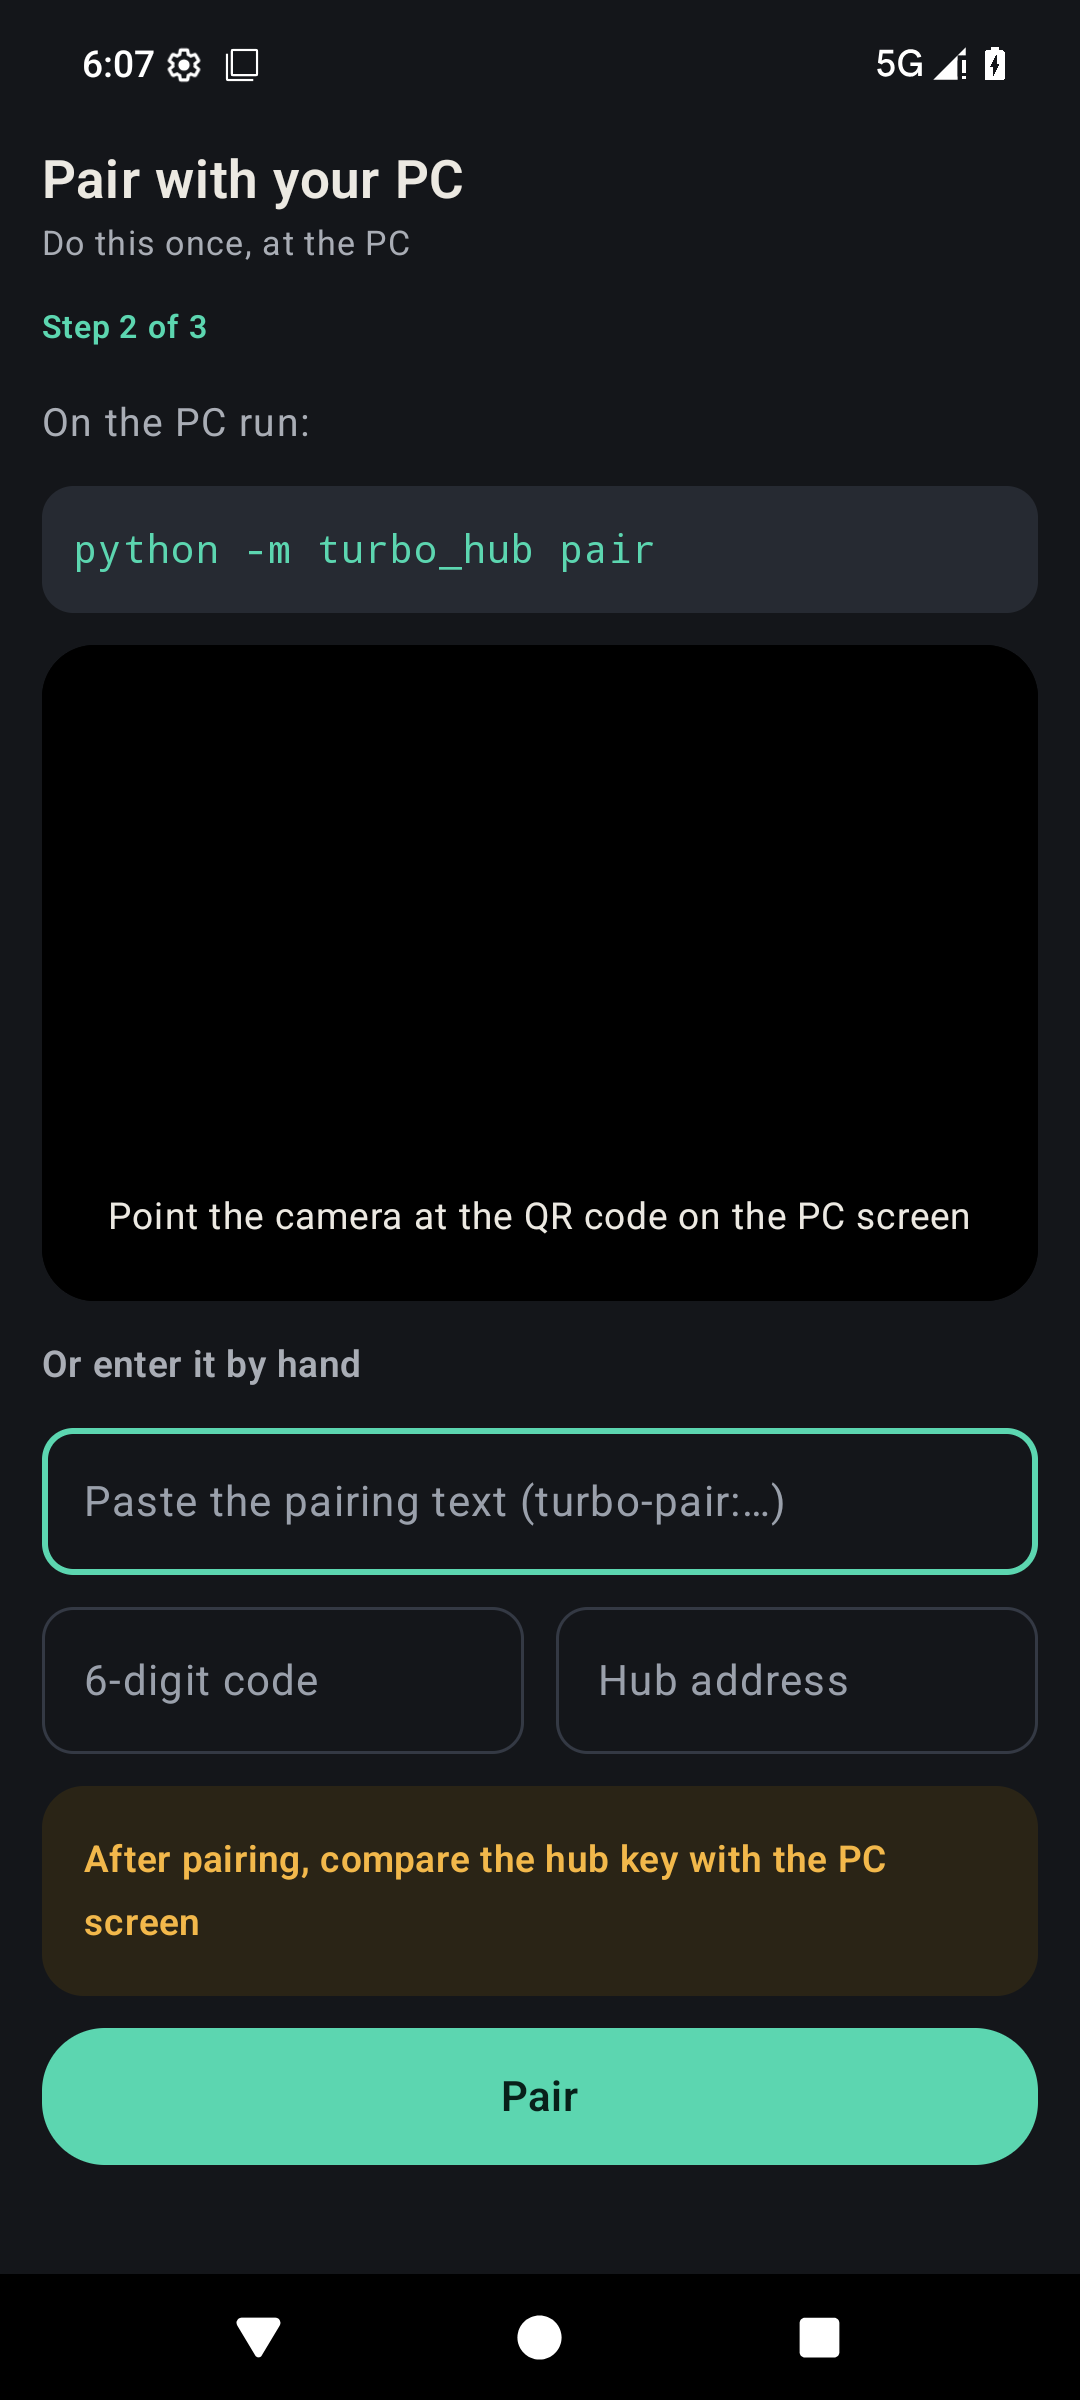 6:07
5G
Pair with your PC
Do this once, at the PC
Step 2 of 3
On the PC run:
python -m turbo_hub pair
Point the camera at the QR code on the PC screen
Or enter it by hand
Paste the pairing text (turbo-pair:…)
6-digit code
Hub address
After pairing, compare the hub key with the PC
screen
Pair